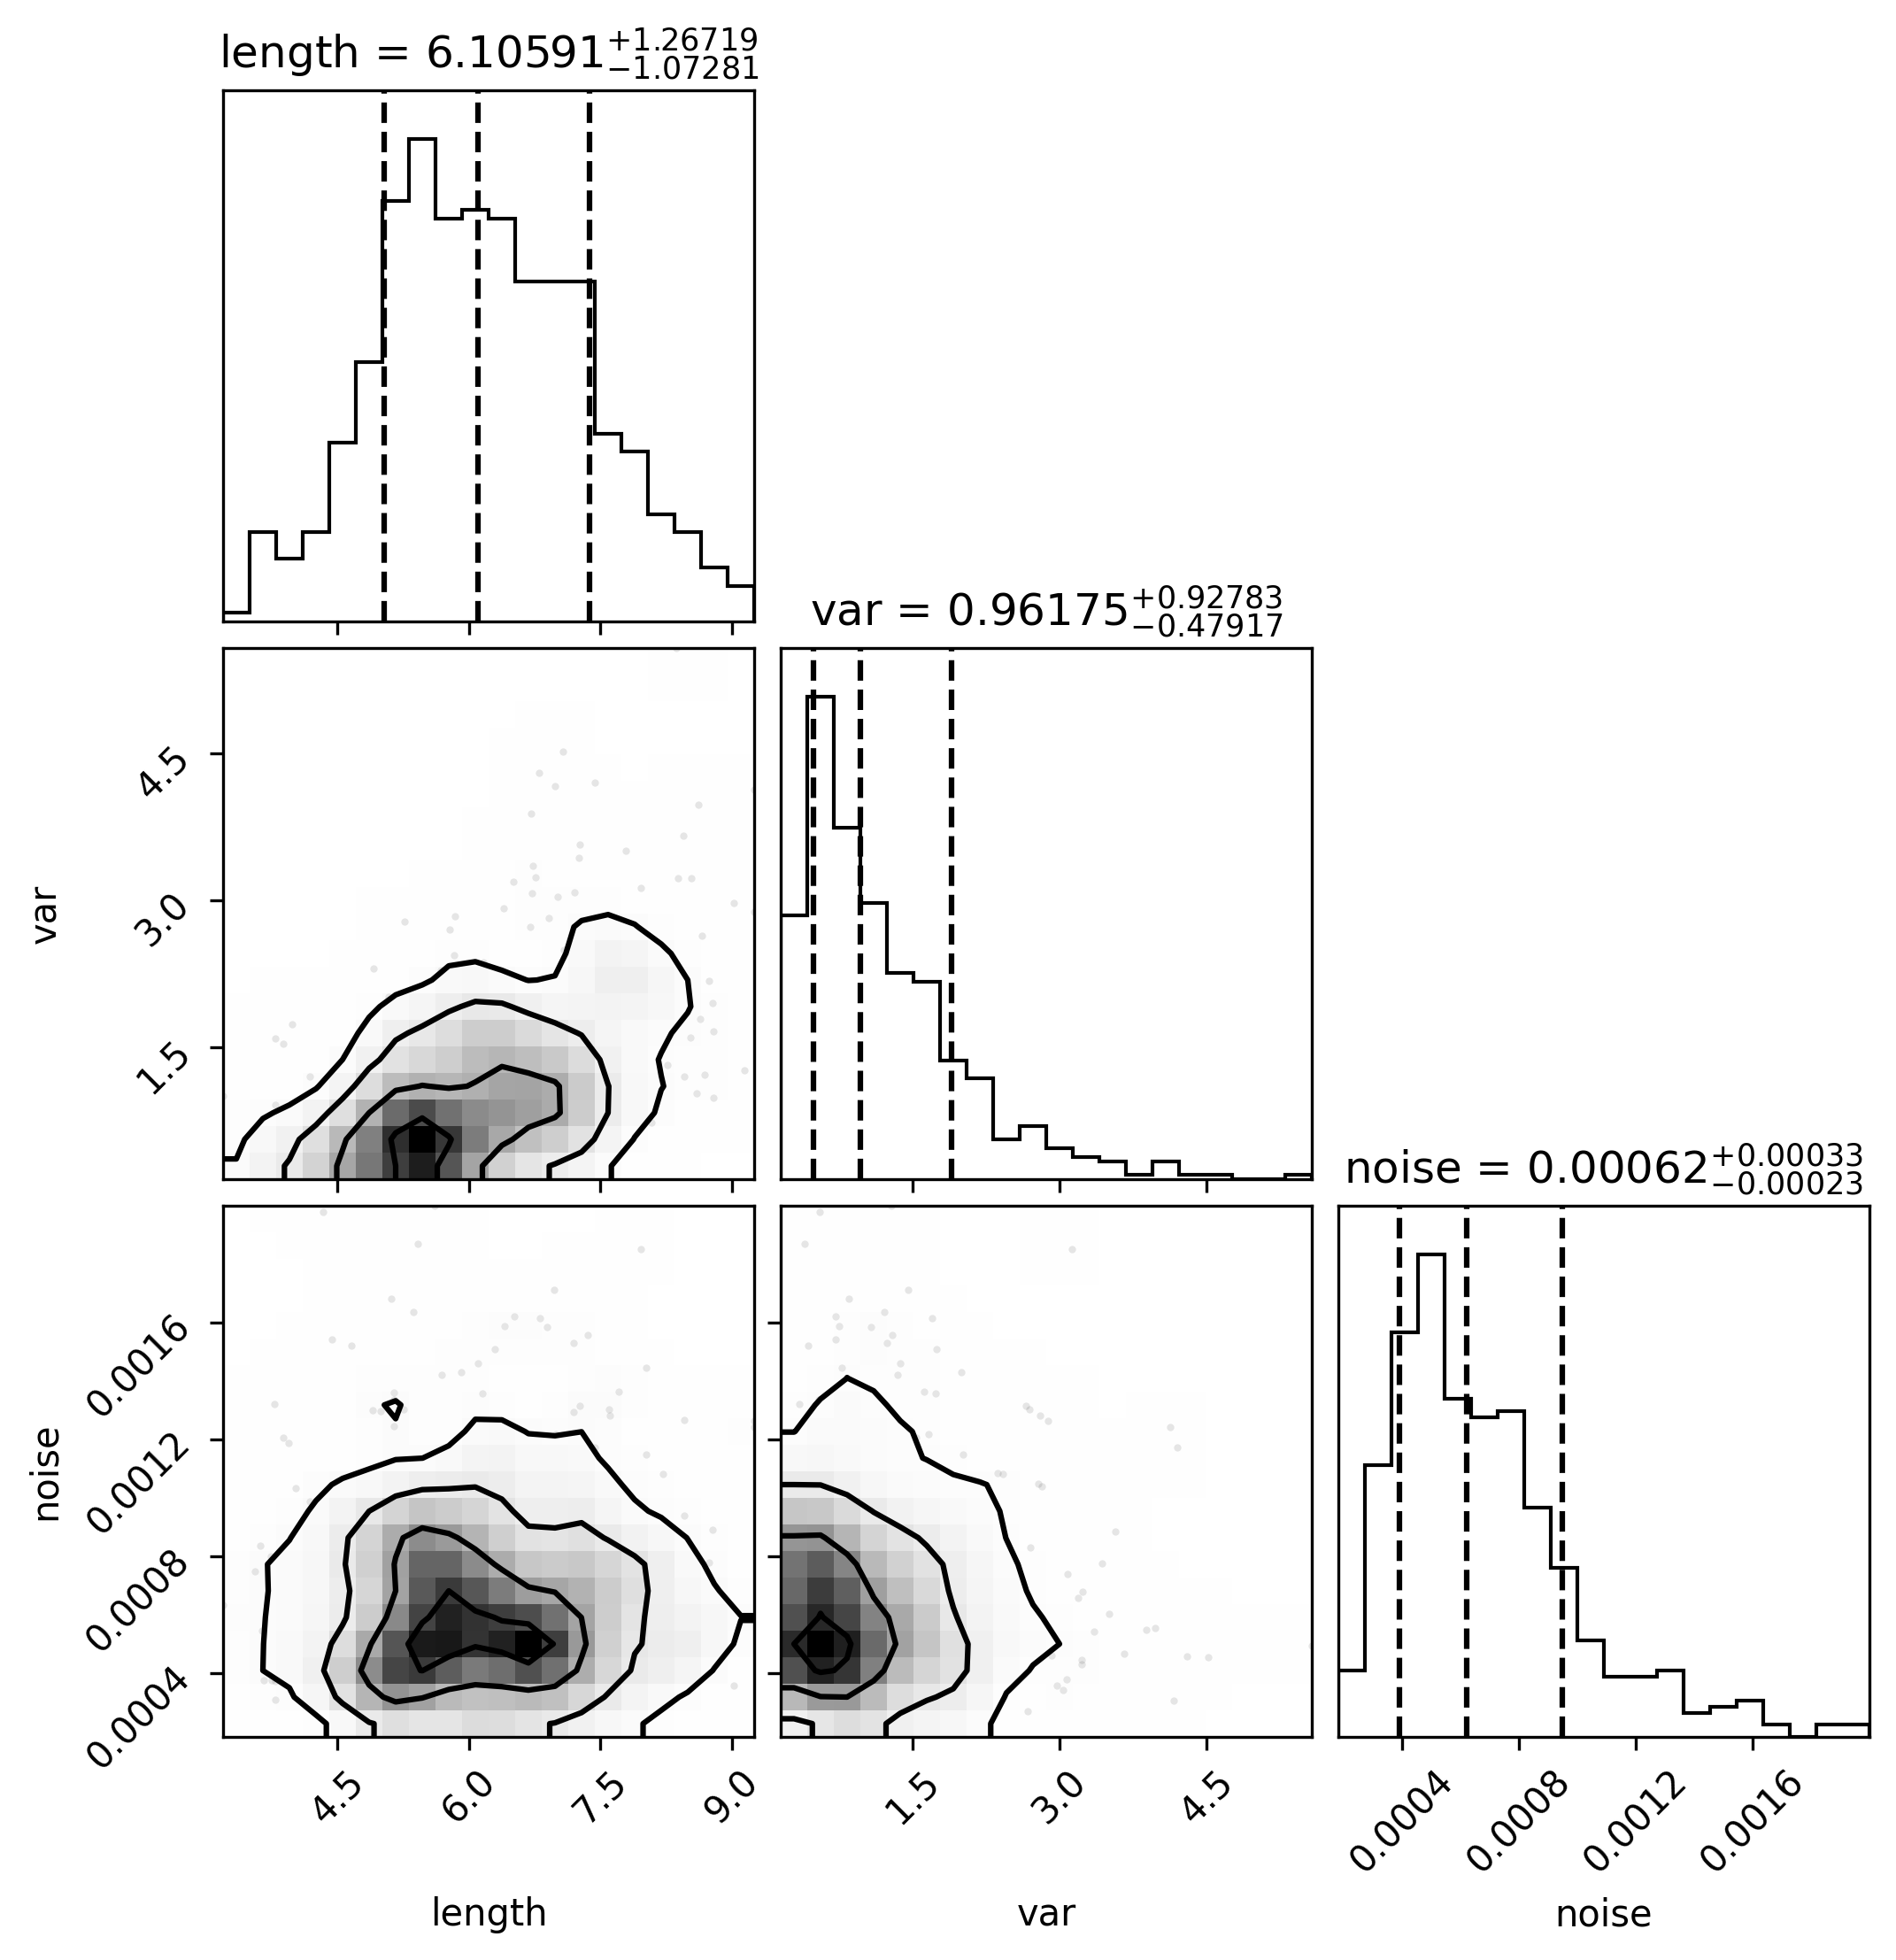 length = 6.10591 +1.26719 −1.07281
var = 0.96175 +0.92783 −0.47917
4.5
3.0
1.5
var
noise = 0.00062 +0.00033 −0.00023
0.0016
0.0012
0.0008
0.0004
noise
4.5 6.0 7.5 9.0
1.5 3.0 4.5
0.0004 0.0008 0.0012 0.0016
length
var
noise